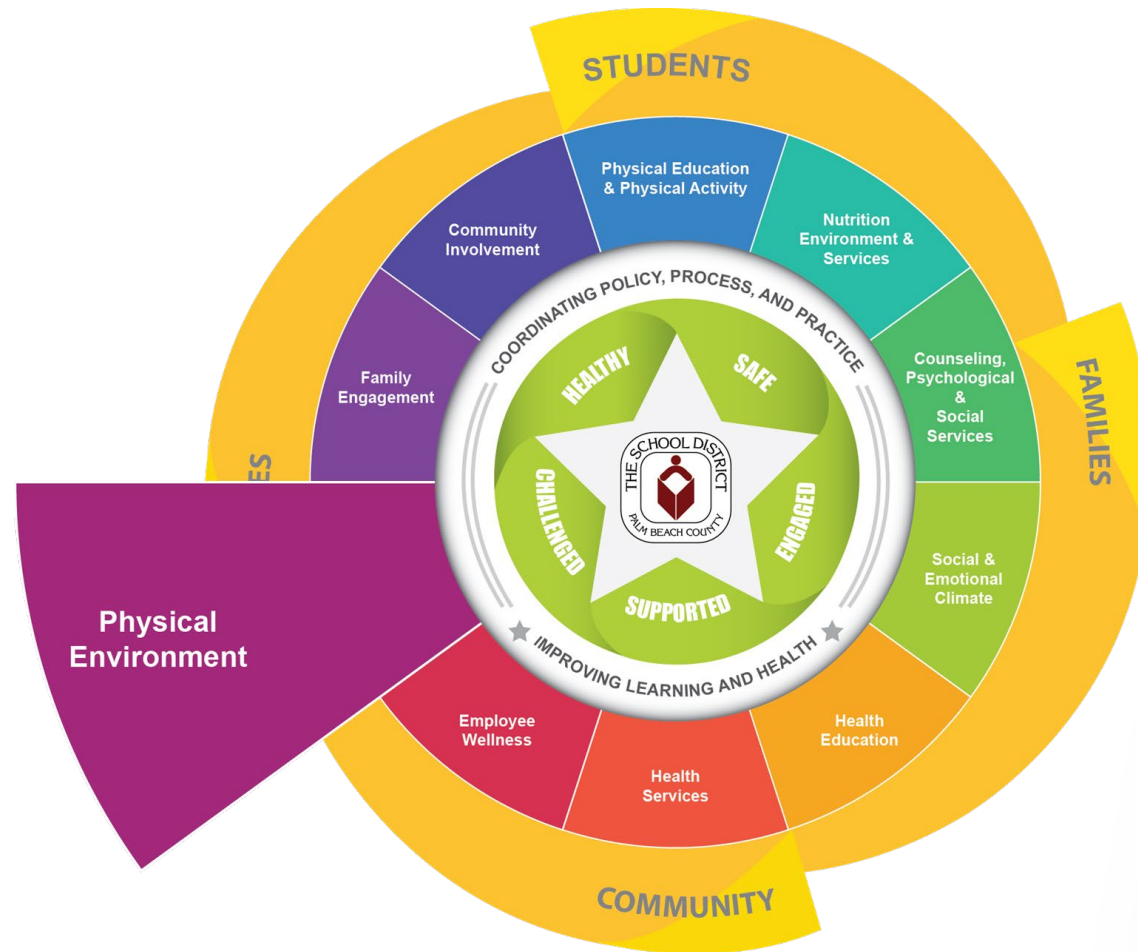 STUDENTS
Physical Education
& Physical Activity
Nutrition
Environment &
Services
Counseling,
Psychological
&
Social
Services
FAMILIES
Social &
Emotional
Climate
Health
Education
Health
Services
Employee
Wellness
COMMUNITY
Physical
Environment
Family
Engagement
Community
Involvement
COORDINATING POLICY, PROCESS, AND PRACTICE
IMPROVING LEARNING AND HEALTH
HEALTHY
SAFE
ENGAGED
SUPPORTED
CHALLENGED
THE SCHOOL DISTRICT
PALM BEACH COUNTY